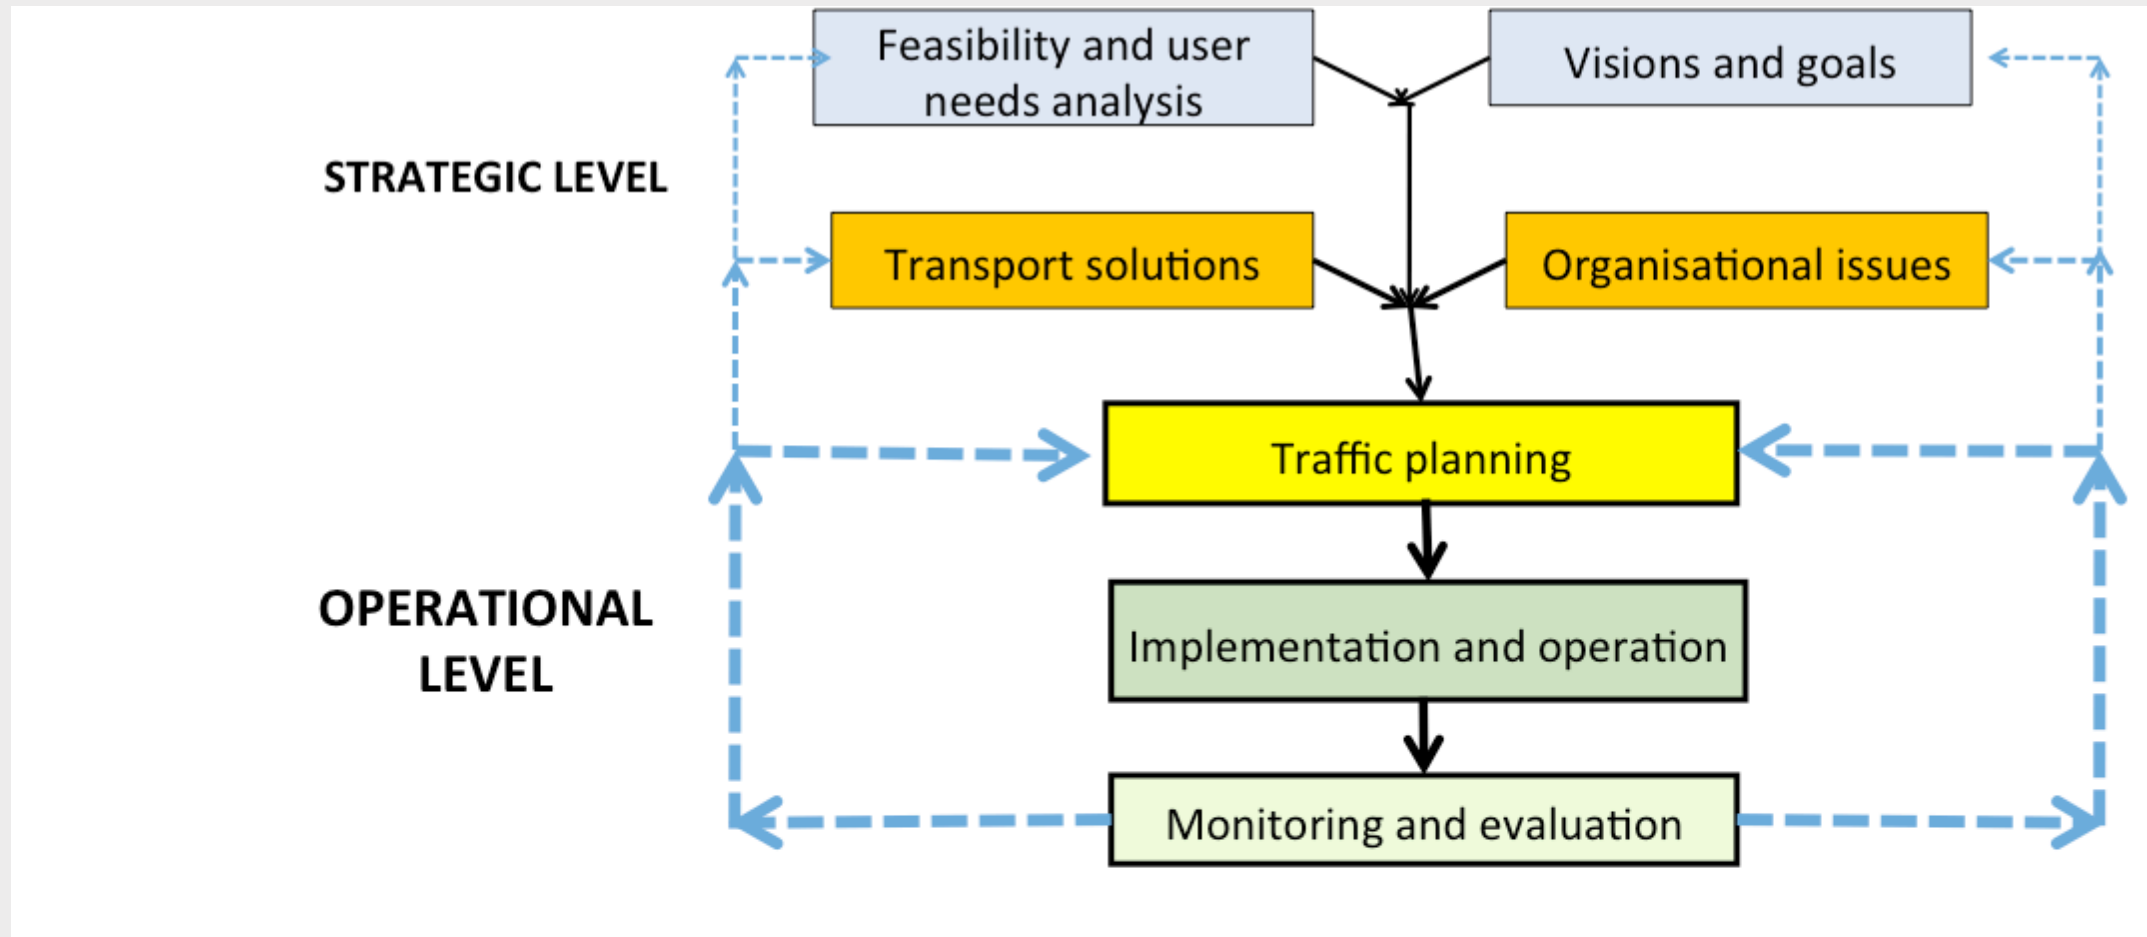 Feasibility and user
needs analysis
Visions and goals
STRATEGIC LEVEL
Transport solutions
Organisational issues
Traffic planning
OPERATIONAL
LEVEL
Implementation and operation
Monitoring and evaluation